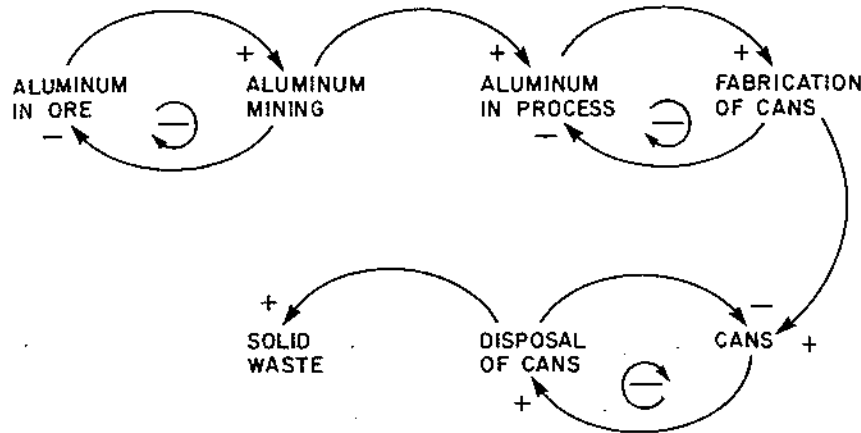 + + + +
ALUMINUM ALUMINUM ALUMINUM FABRICATION
IN ORE MINING IN PROCESS OF CANS
− − − −
+ −
SOLID DISPOSAL CANS +
WASTE OF CANS
+ −